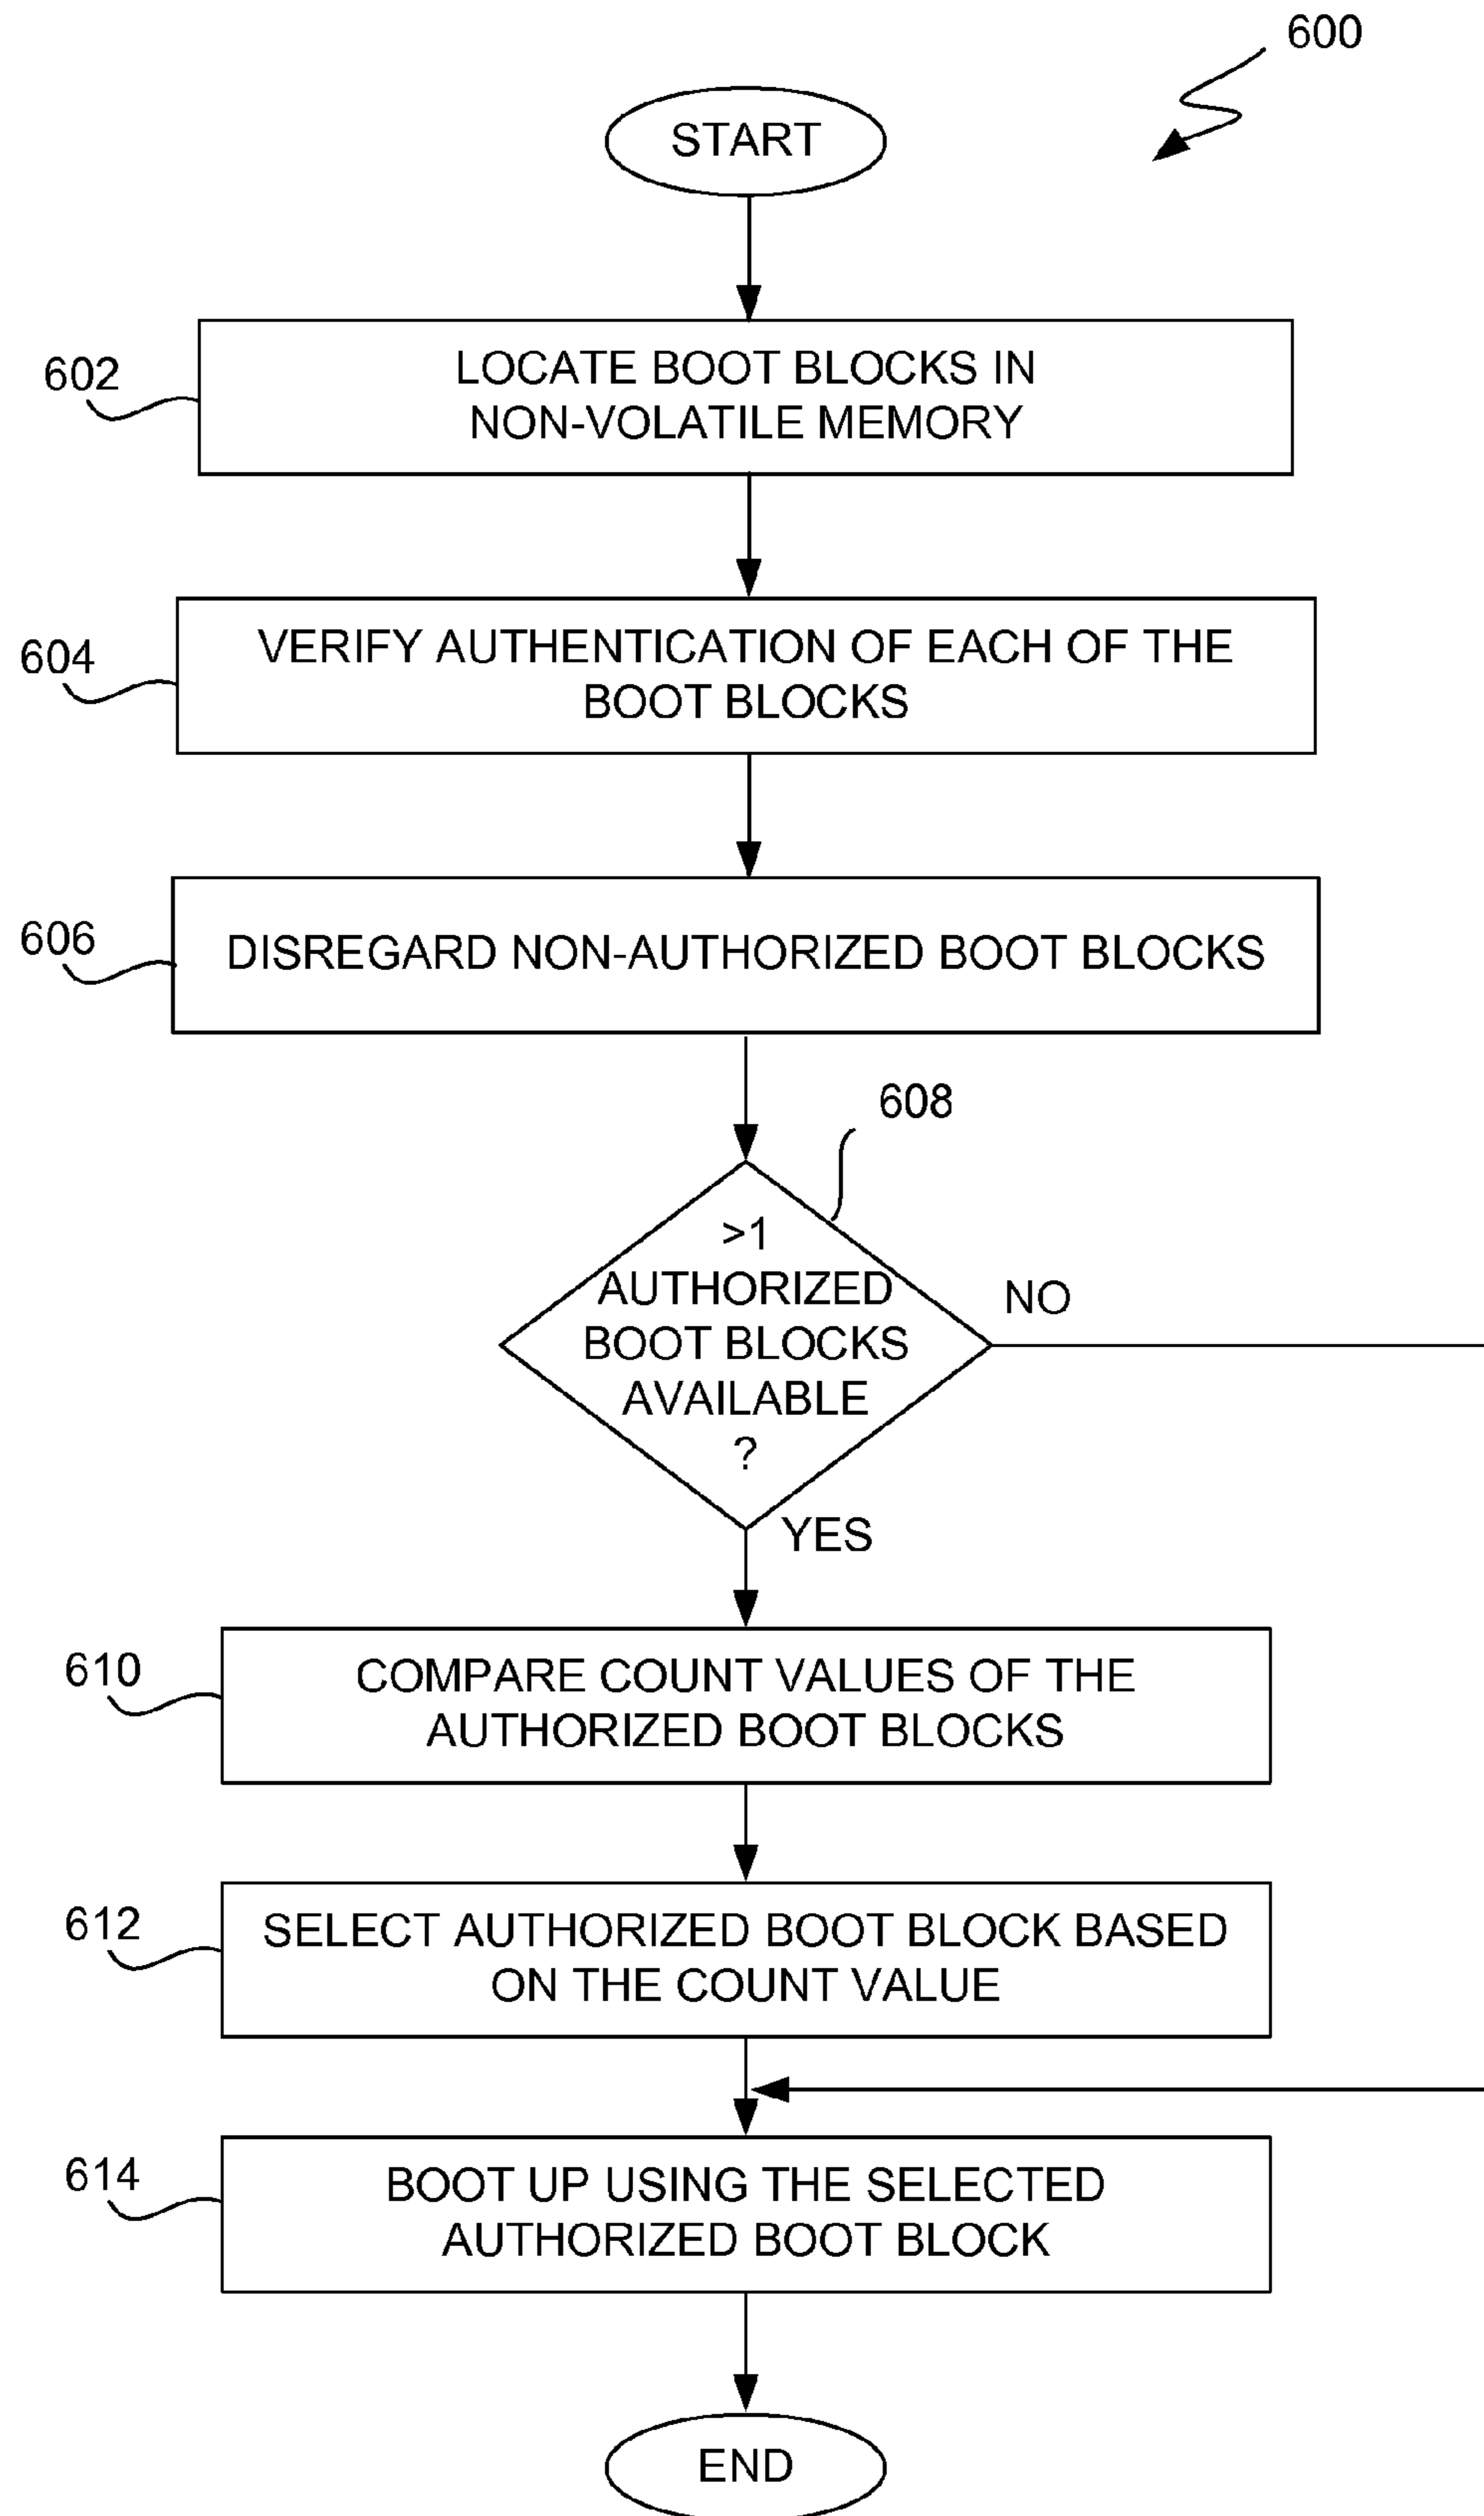 600
START
602
LOCATE BOOT BLOCKS IN
NON-VOLATILE MEMORY
604
VERIFY AUTHENTICATION OF EACH OF THE
BOOT BLOCKS
606
DISREGARD NON-AUTHORIZED BOOT BLOCKS
608
>1
AUTHORIZED
BOOT BLOCKS
AVAILABLE
?
NO
YES
610
COMPARE COUNT VALUES OF THE
AUTHORIZED BOOT BLOCKS
612
SELECT AUTHORIZED BOOT BLOCK BASED
ON THE COUNT VALUE
614
BOOT UP USING THE SELECTED
AUTHORIZED BOOT BLOCK
END